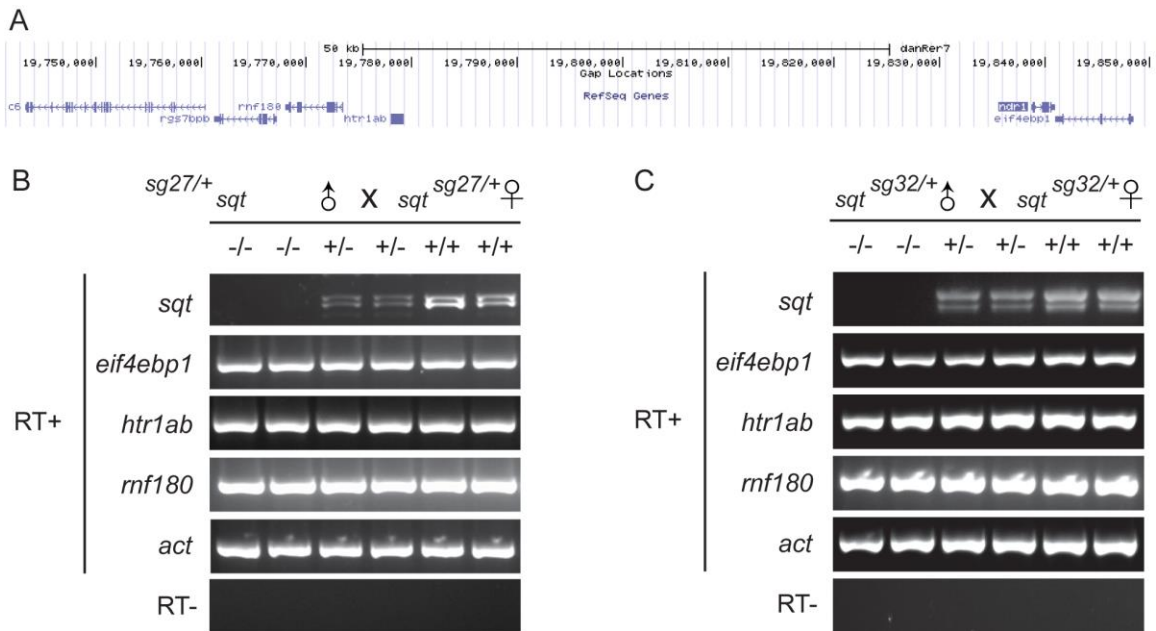 A
50 kb danRer7
19,750,000 19,760,000 19,770,000 19,780,000 19,790,000 19,800,000 19,810,000 19,820,000 19,830,000 19,840,000 19,850,000
Gap Locations
RefSeq Genes
c6 rnf180 ndr1
rgs7bpb htr1ab eif4ebp1
B
sqt sg27/+ ♂ X sqt sg27/+ ♀
-/- -/- +/- +/- +/+ +/+
RT+
sqt
eif4ebp1
htr1ab
rnf180
act
RT-
C
sqt sg32/+ ♂ X sqt sg32/+ ♀
-/- -/- +/- +/- +/+ +/+
RT+
sqt
eif4ebp1
htr1ab
rnf180
act
RT-